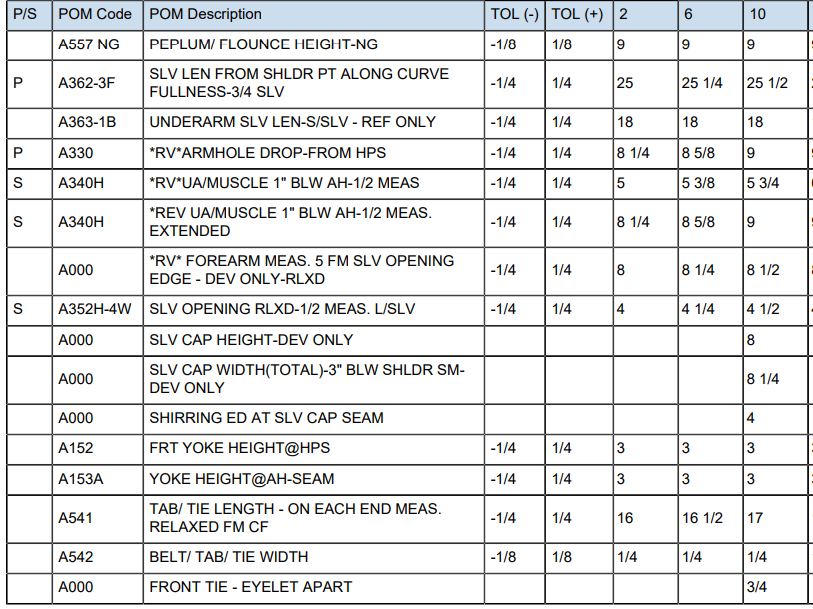 P/S POM Code POM Description TOL (-) TOL (+) 2 6 10
A557 NG PEPLUM/ FLOUNCE HEIGHT-NG -1/8 1/8 9 9 9
P A362-3F SLV LEN FROM SHLDR PT ALONG CURVE
FULLNESS-3/4 SLV -1/4 1/4 25 25 1/4 25 1/2
A363-1B UNDERARM SLV LEN-S/SLV - REF ONLY -1/4 1/4 18 18 18
P A330 *RV*ARMHOLE DROP-FROM HPS -1/4 1/4 8 1/4 8 5/8 9
S A340H *RV*UA/MUSCLE 1" BLW AH-1/2 MEAS -1/4 1/4 5 5 3/8 5 3/4
S A340H *REV UA/MUSCLE 1" BLW AH-1/2 MEAS.
EXTENDED -1/4 1/4 8 1/4 8 5/8 9
A000 *RV* FOREARM MEAS. 5 FM SLV OPENING
EDGE - DEV ONLY-RLXD -1/4 1/4 8 8 1/4 8 1/2
S A352H-4W SLV OPENING RLXD-1/2 MEAS. L/SLV -1/4 1/4 4 4 1/4 4 1/2
A000 SLV CAP HEIGHT-DEV ONLY 8
A000 SLV CAP WIDTH(TOTAL)-3" BLW SHLDR SM-
DEV ONLY 8 1/4
A000 SHIRRING ED AT SLV CAP SEAM 4
A152 FRT YOKE HEIGHT@HPS -1/4 1/4 3 3 3
A153A YOKE HEIGHT@AH-SEAM -1/4 1/4 3 3 3
A541 TAB/ TIE LENGTH - ON EACH END MEAS.
RELAXED FM CF -1/4 1/4 16 16 1/2 17
A542 BELT/ TAB/ TIE WIDTH -1/8 1/8 1/4 1/4 1/4
A000 FRONT TIE - EYELET APART 3/4